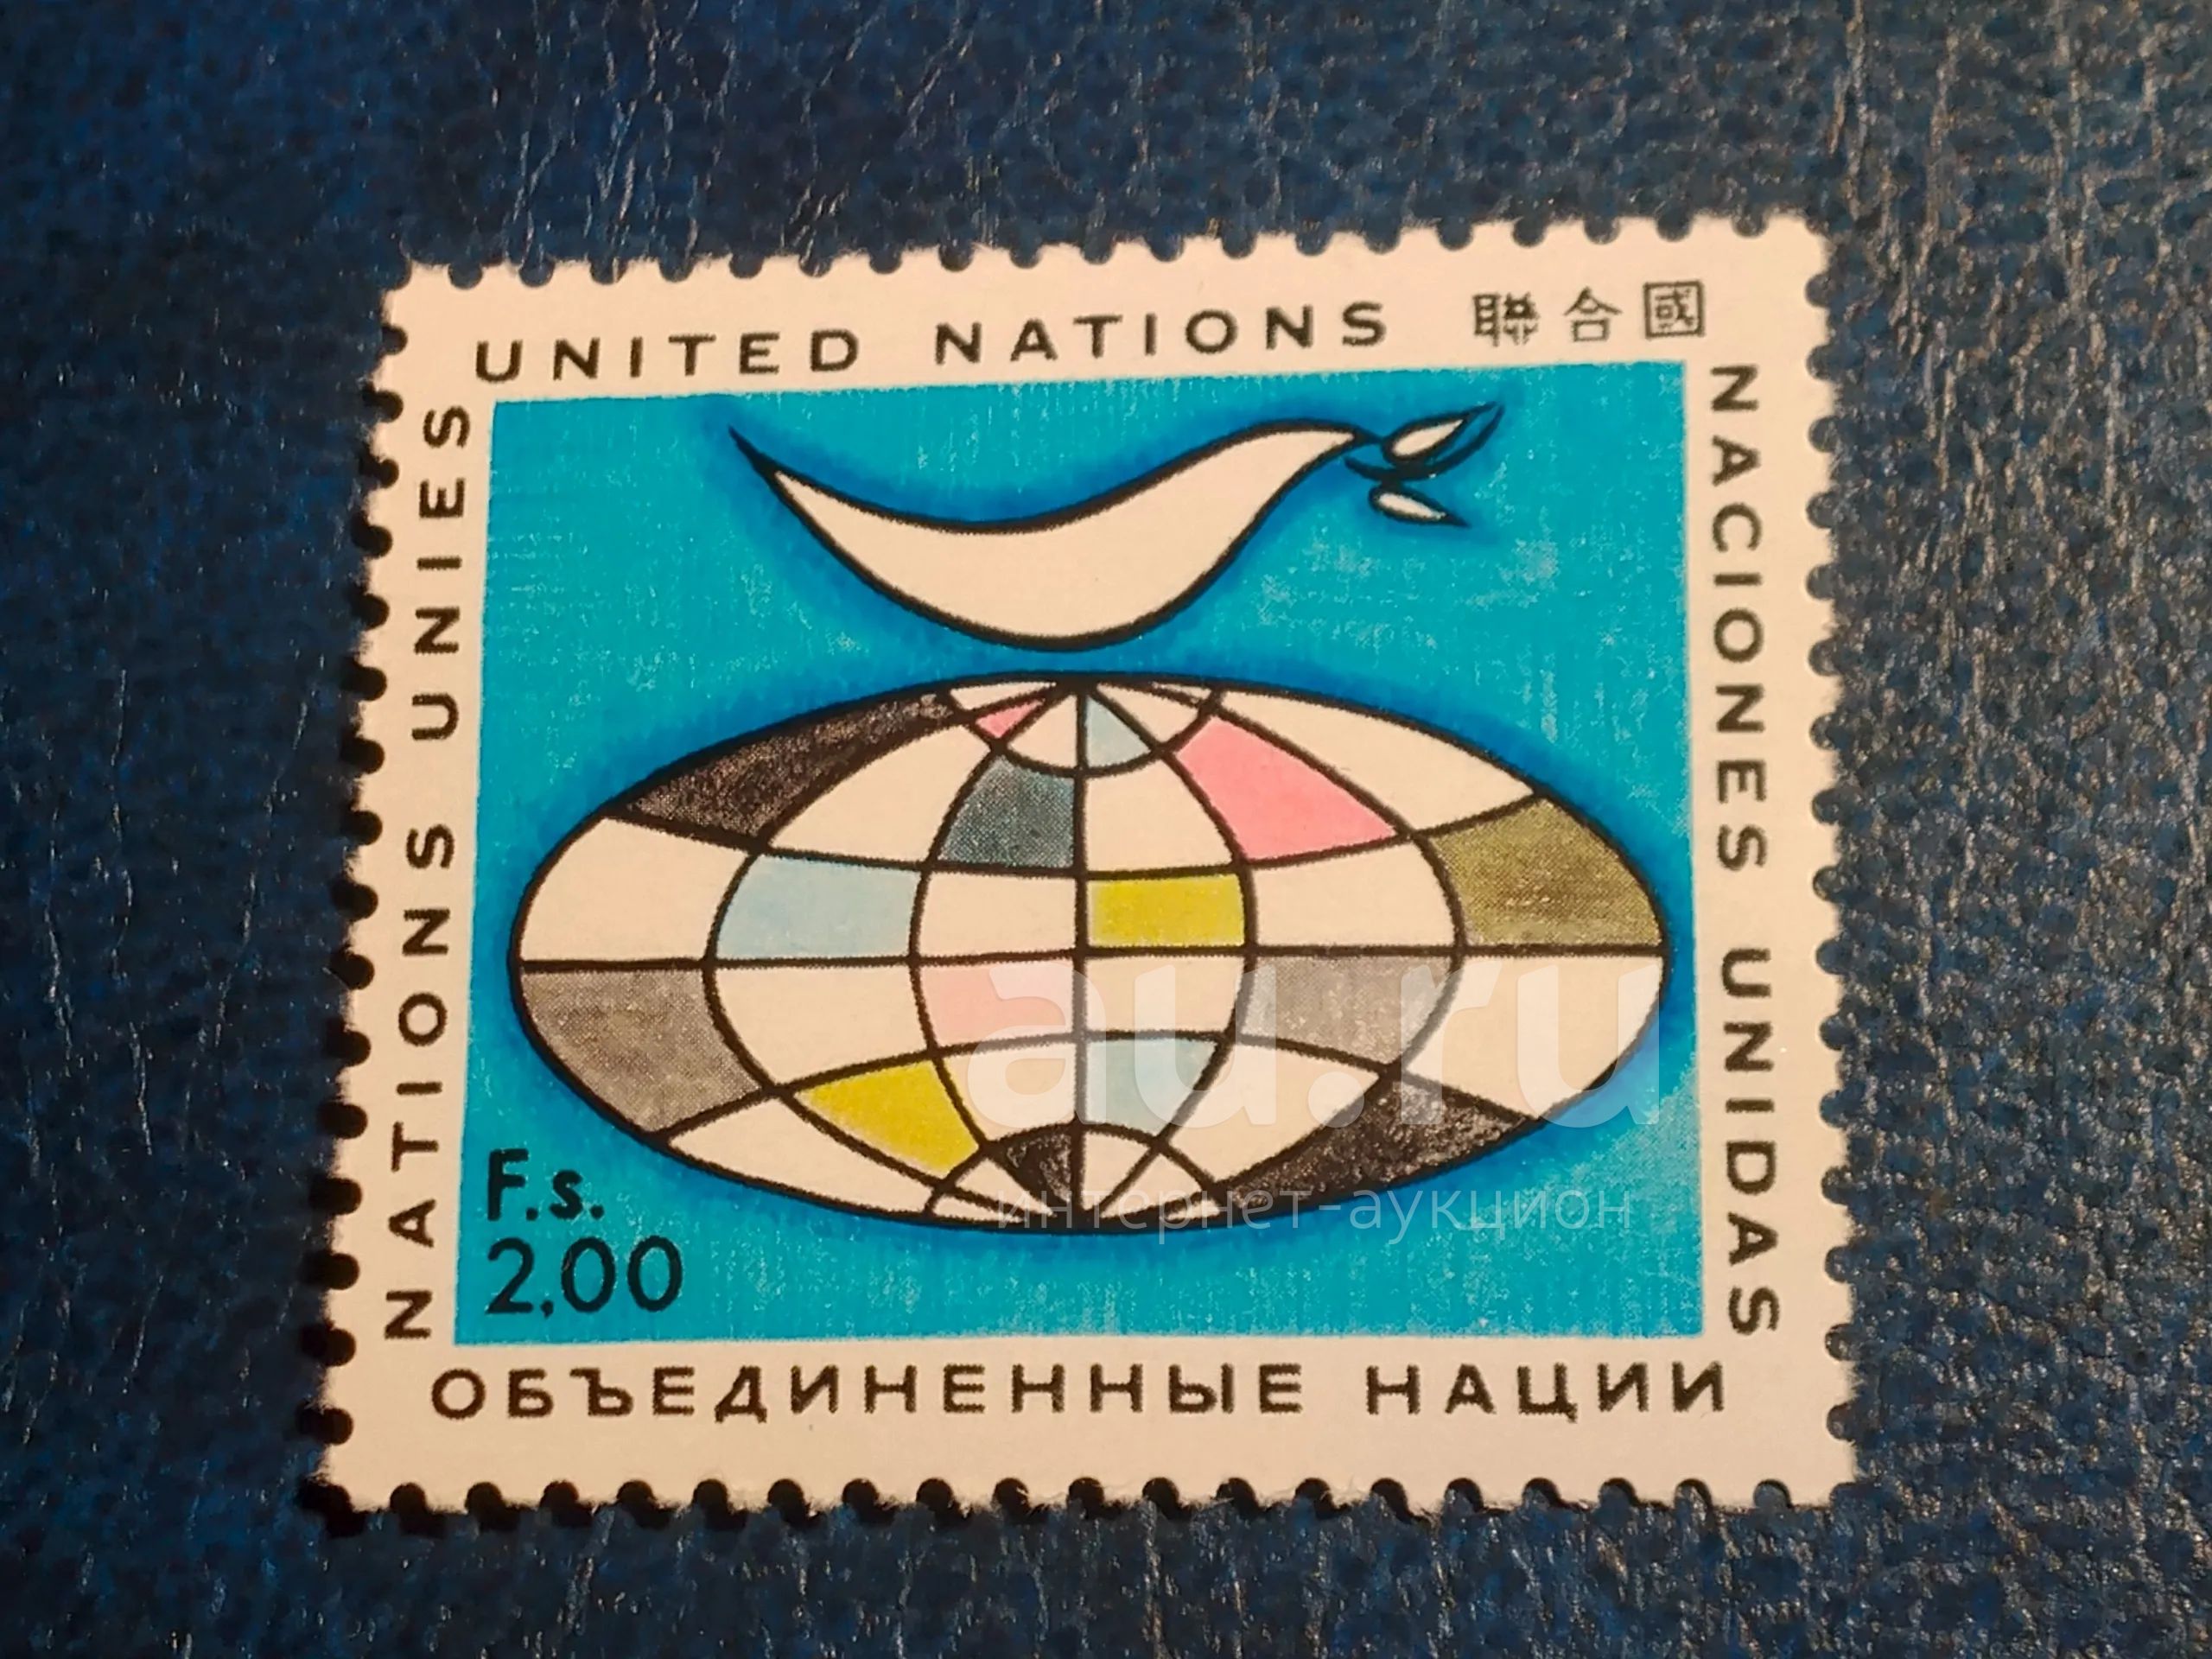 UNITED NATIONS 聯合國
NACIONES UNIDAS
NATIONS UNIES
F.s.
2,00
ОБЪЕДИНЕННЫЕ НАЦИИ
au.ru
интернет-аукцион